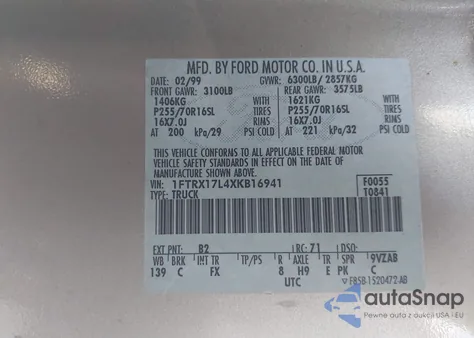 MFD. BY FORD MOTOR CO. IN U.S.A.
DATE: 02/99 GVWR: 6300LB/ 2857KG
FRONT GAWR: 3100LB REAR GAWR: 3575LB
1406KG WITH 1621KG WITH
P255/70R16SL TIRES P255/70R16SL TIRES
16X7.0J RIMS 16X7.0J RIMS
AT 200 kPa/29 PSI COLD AT 221 kPa/32 PSI COLD
THIS VEHICLE CONFORMS TO ALL APPLICABLE FEDERAL MOTOR
VEHICLE SAFETY STANDARDS IN EFFECT ON THE DATE OF
MANUFACTURE SHOWN ABOVE.
VIN: 1FTRX17L4XKB16941 F0055
TYPE: TRUCK T0841
EXT PNT: B2 RC: 71 DSO:
WB BRK INT TR TP/PS R AXLE TR SPR 9VZAB
139 C FX 8 H9 E PK C
UTC F85B-1520472-AB
autoSnap
Pewne auta z aukcji USA i EU